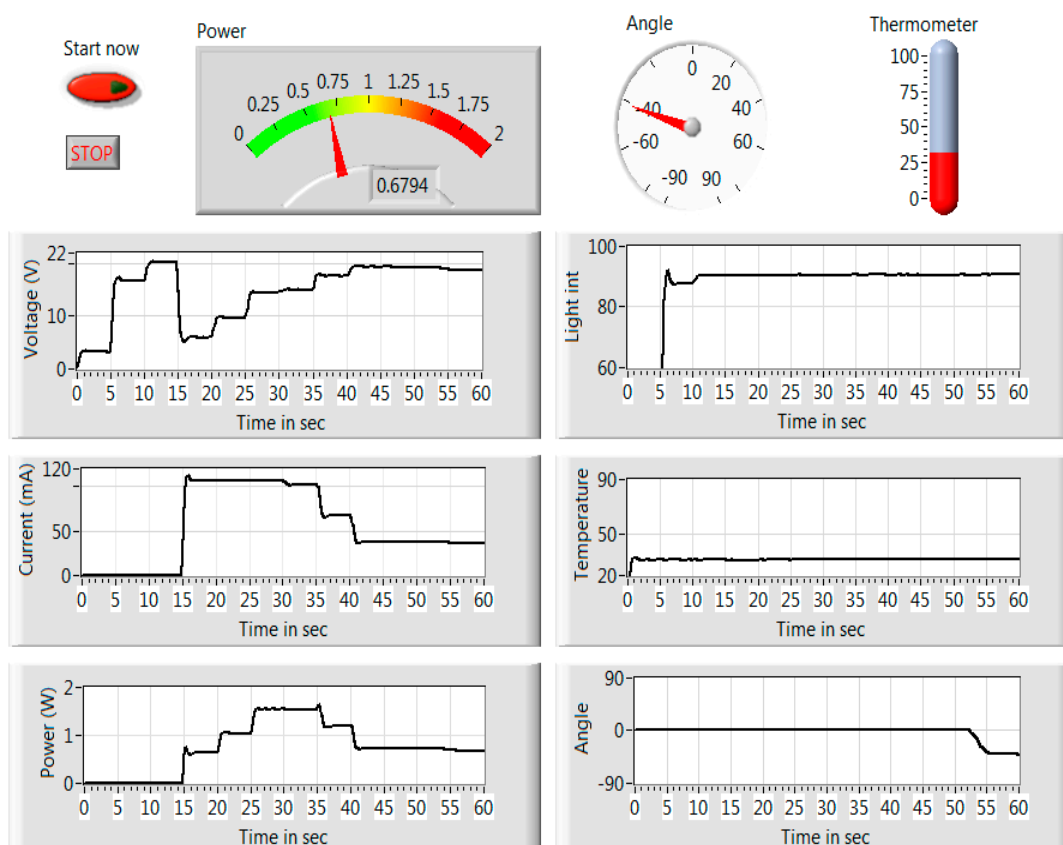 Start now
STOP
Power
0 0.25 0.5 0.75 1 1.25 1.5 1.75 2
0.6794
Angle
0 20 40 60 90 -90 -60 -40
Thermometer
100
75
50
25
0
Voltage (V)
22
10
0
0 5 10 15 20 25 30 35 40 45 50 55 60
Time in sec
Light int
100
80
60
0 5 10 15 20 25 30 35 40 45 50 55 60
Time in sec
Current (mA)
120
50
0
0 5 10 15 20 25 30 35 40 45 50 55 60
Time in sec
Temperature
90
50
20
0 5 10 15 20 25 30 35 40 45 50 55 60
Time in sec
Power (W)
2
1
0
0 5 10 15 20 25 30 35 40 45 50 55 60
Time in sec
Angle
90
0
-90
0 5 10 15 20 25 30 35 40 45 50 55 60
Time in sec